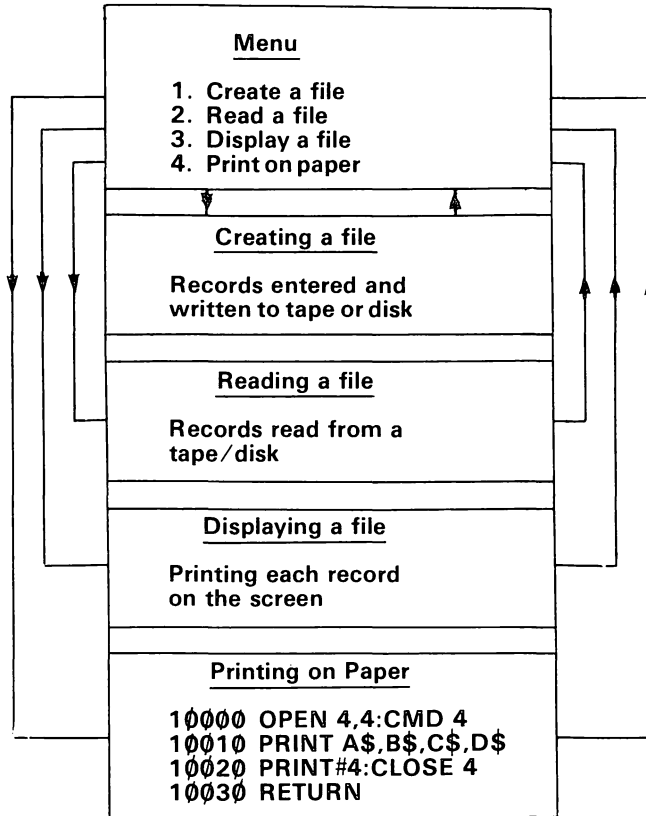 Menu
1. Create a file
2. Read a file
3. Display a file
4. Print on paper
Creating a file
Records entered and
written to tape or disk
Reading a file
Records read from a
tape/disk
Displaying a file
Printing each record
on the screen
Printing on Paper
10000 OPEN 4,4:CMD 4
10010 PRINT A$,B$,C$,D$
10020 PRINT#4:CLOSE 4
10030 RETURN